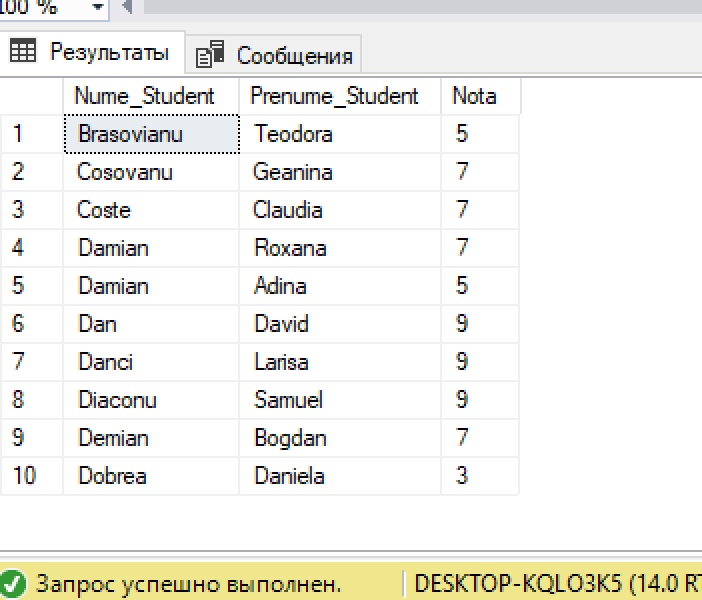 100 %
Результаты Сообщения
Nume_Student Prenume_Student Nota
1 Brasovianu Teodora 5
2 Cosovanu Geanina 7
3 Coste Claudia 7
4 Damian Roxana 7
5 Damian Adina 5
6 Dan David 9
7 Danci Larisa 9
8 Diaconu Samuel 9
9 Demian Bogdan 7
10 Dobrea Daniela 3
Запрос успешно выполнен. DESKTOP-KQLO3K5 (14.0 RT